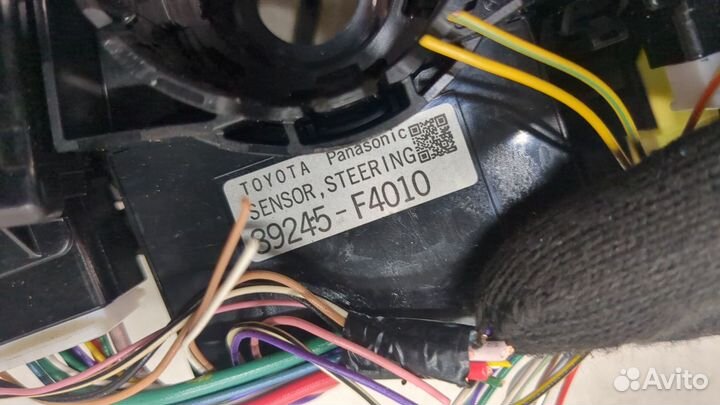 TOYOTA Panasonic
SENSOR, STEERING
89245-F4010
Avito